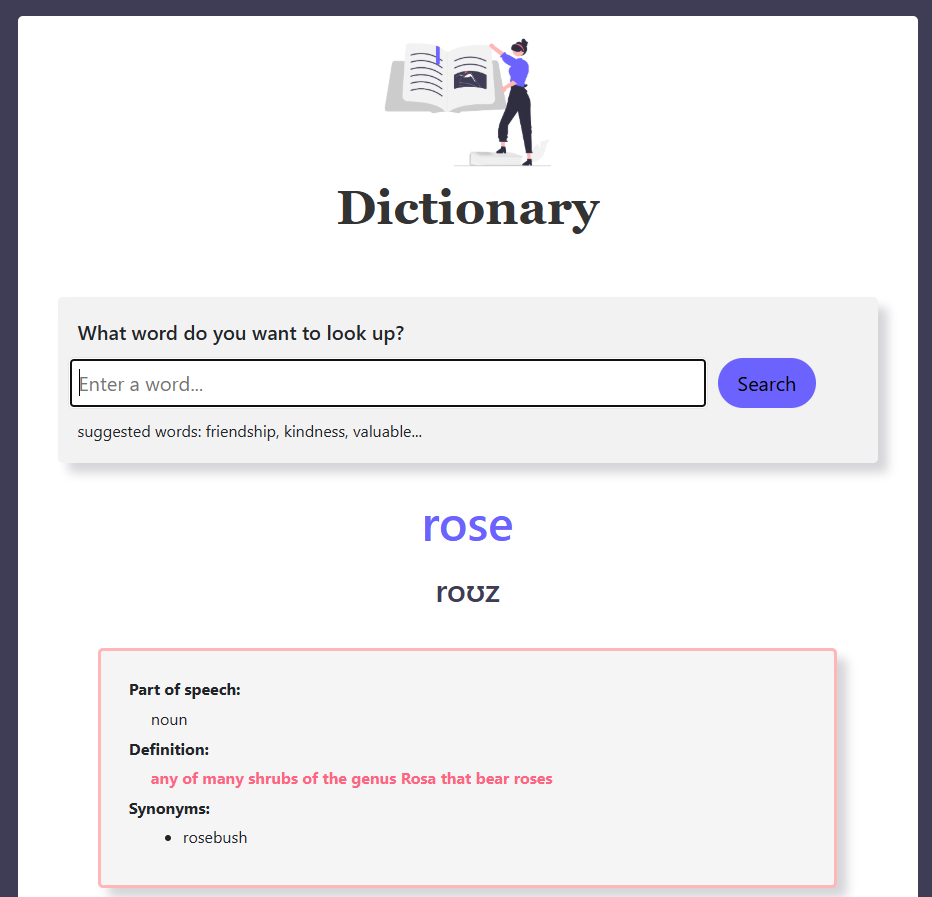 Dictionary
What word do you want to look up?
Enter a word...
Search
suggested words: friendship, kindness, valuable...
rose
roʊz
Part of speech:
noun
Definition:
any of many shrubs of the genus Rosa that bear roses
Synonyms:
• rosebush